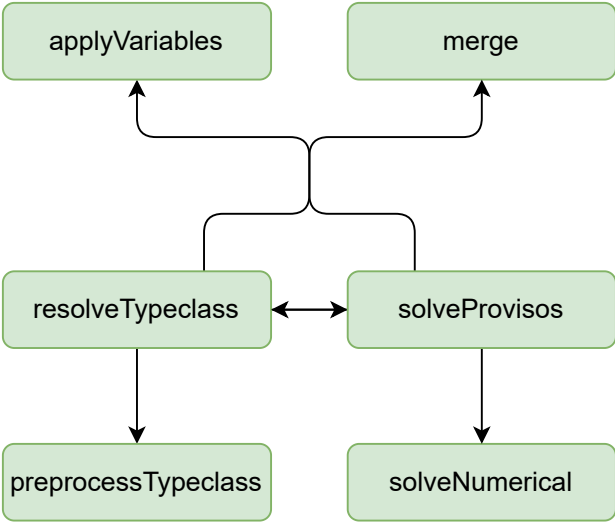 applyVariables
merge
resolveTypeclass
solveProvisos
preprocessTypeclass
solveNumerical